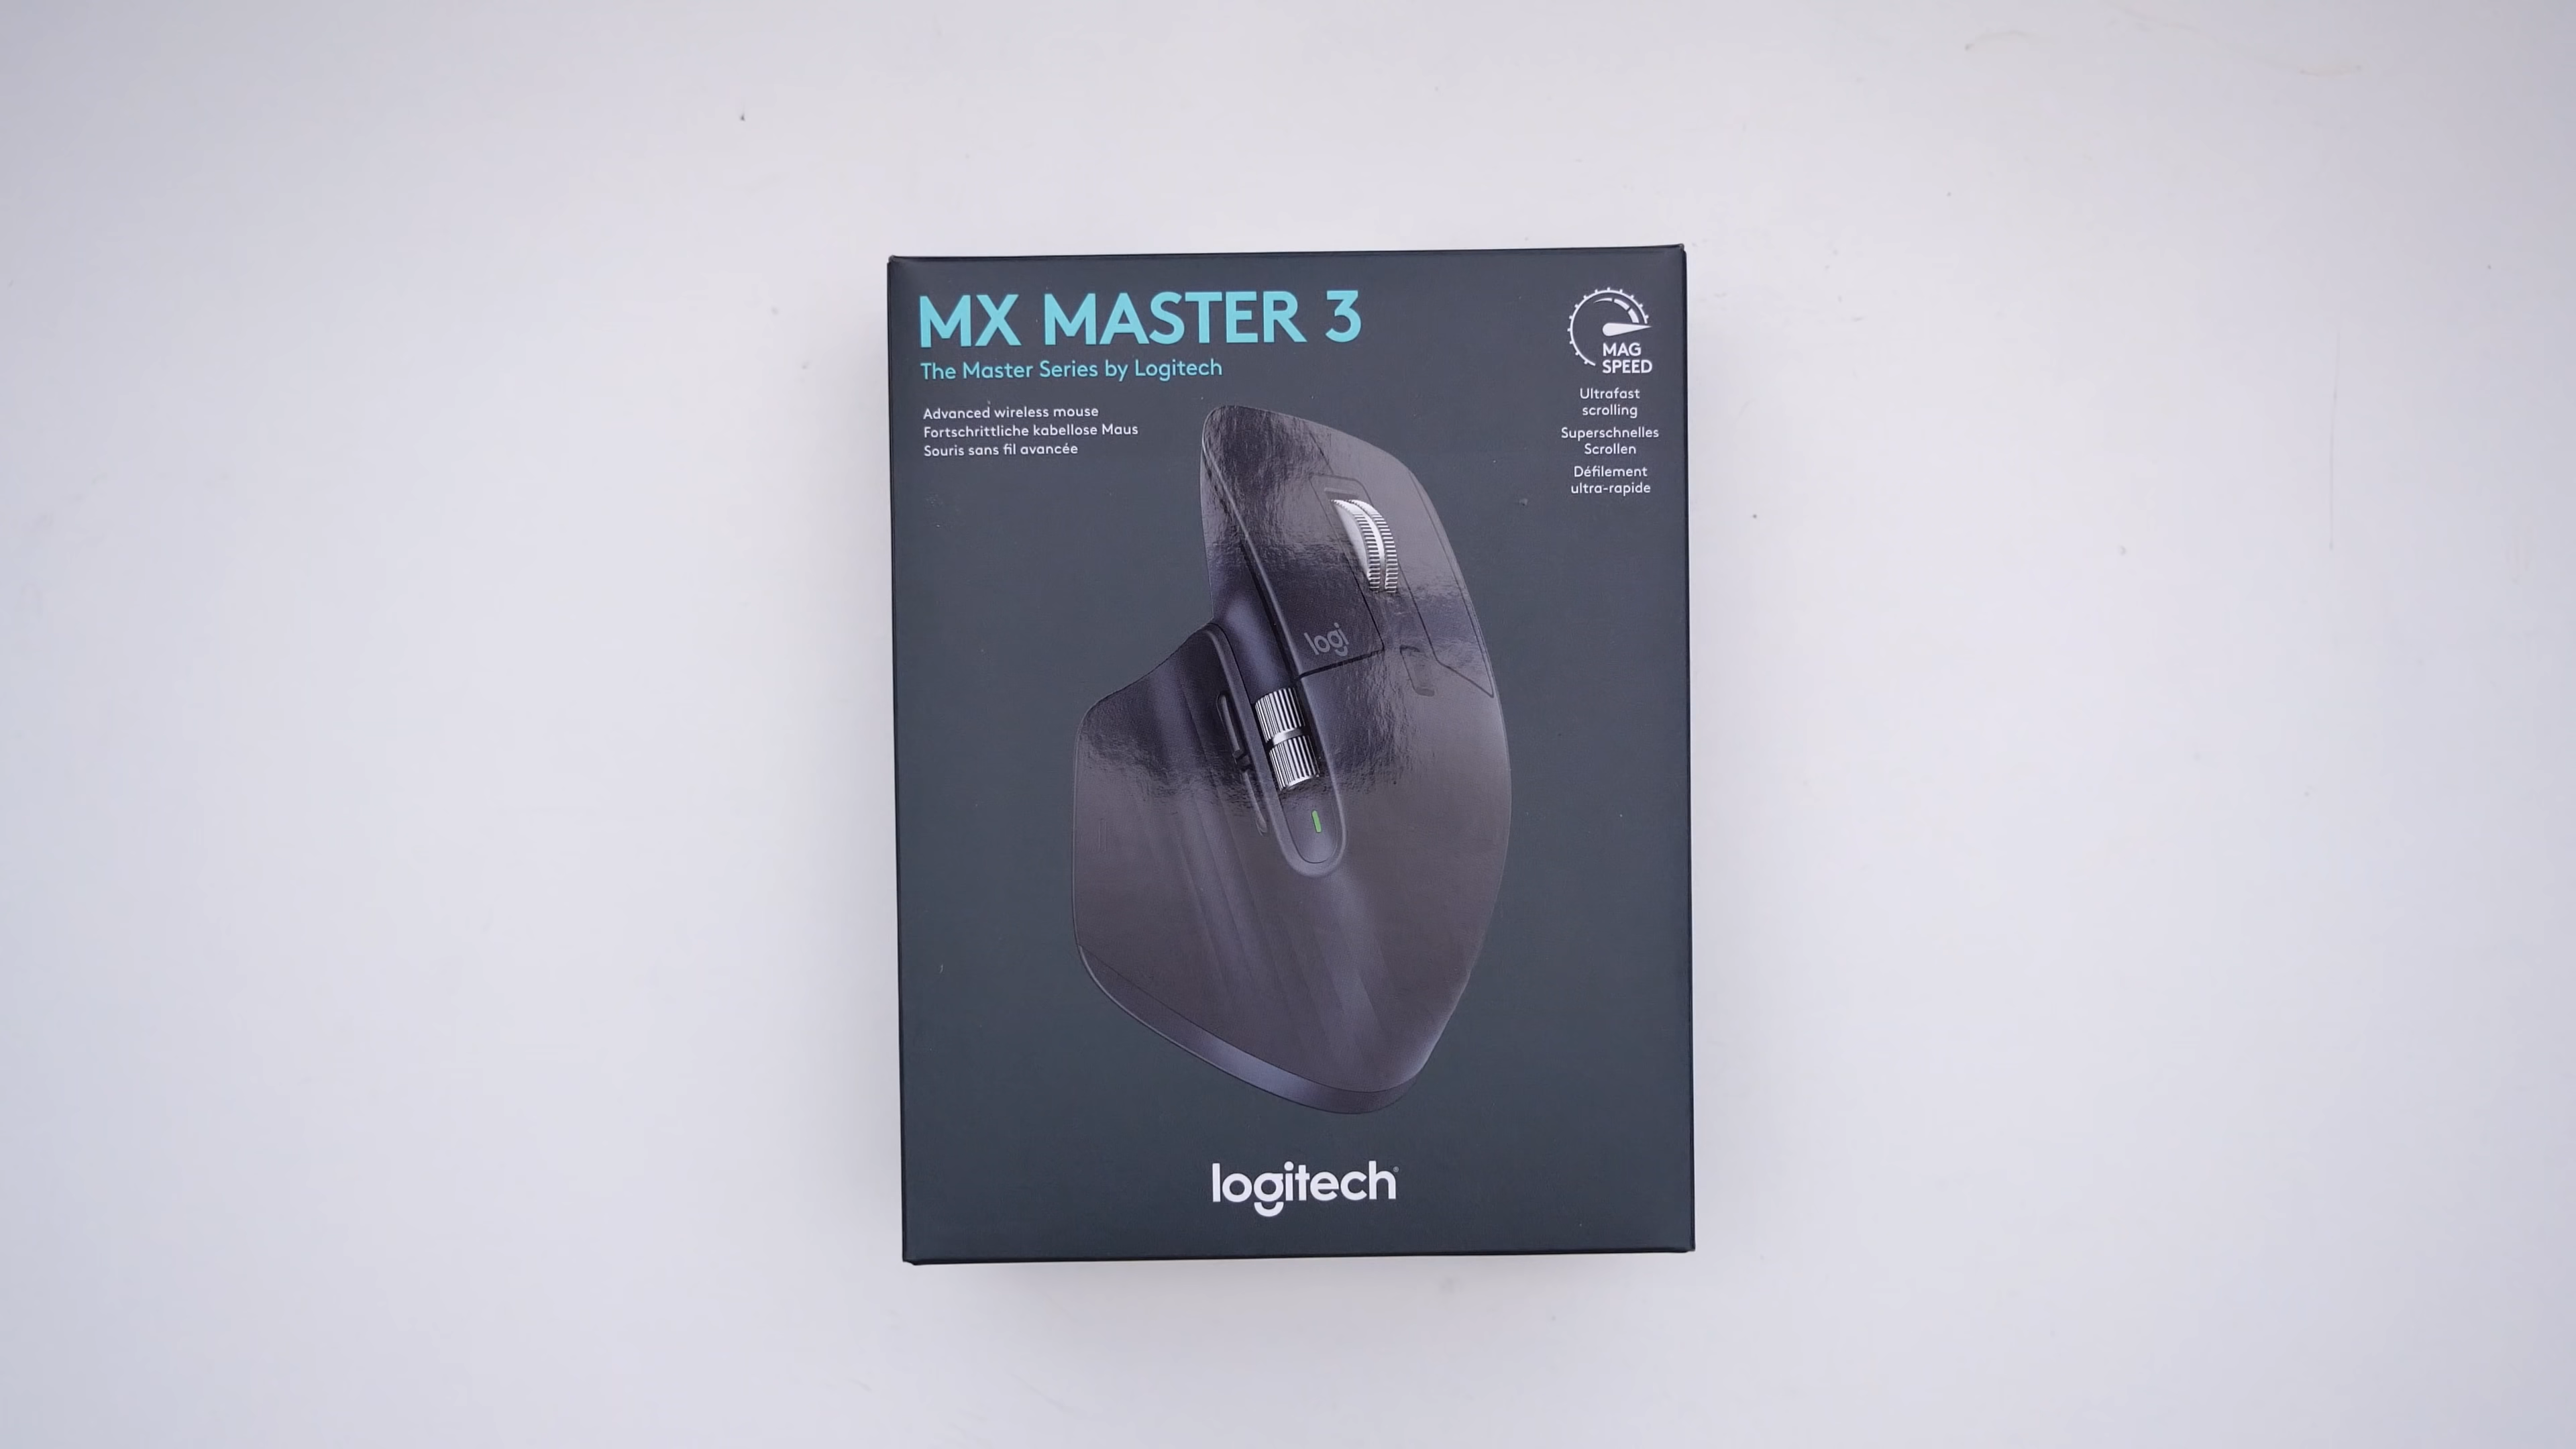 MX MASTER 3
The Master Series by Logitech
Advanced wireless mouse
Fortschrittliche kabellose Maus
Souris sans fil avancée
MAG
SPEED
Ultrafast
scrolling
Superschnelles
Scrollen
Défilement
ultra-rapide
logi
logitech